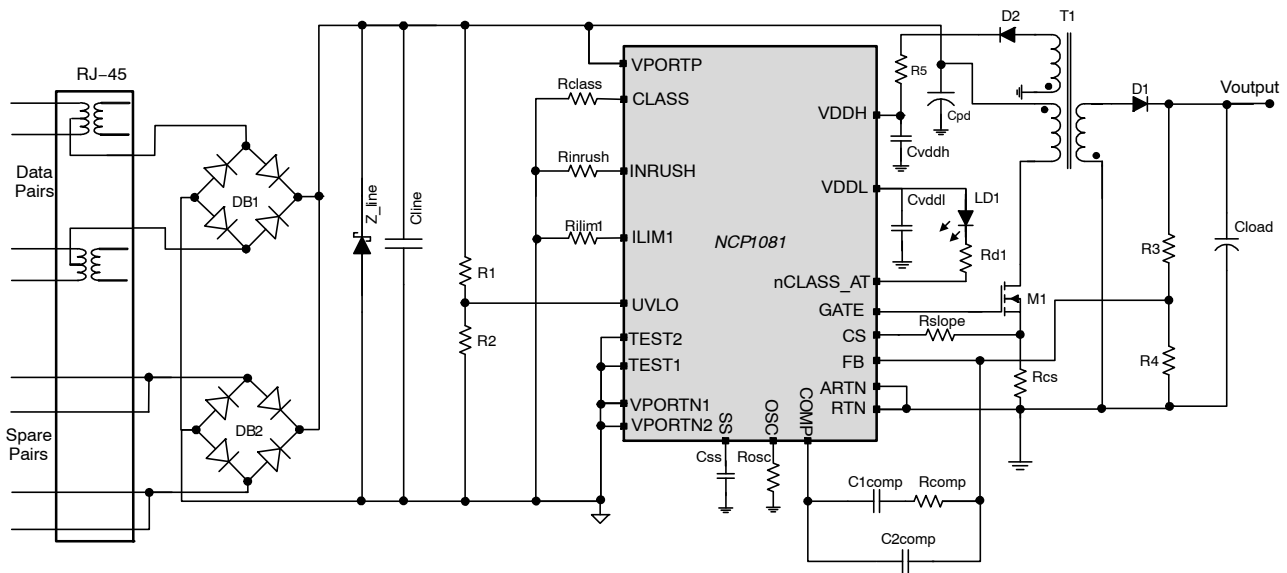 RJ−45
Data
Pairs
Spare
Pairs
DB1
DB2
Z_line
Cline
R1
R2
Rclass
Rinrush
Rilim1
VPORTP
CLASS
INRUSH
ILIM1
UVLO
TEST2
TEST1
VPORTN1
VPORTN2
NCP1081
SS
OSC
COMP
VDDH
VDDL
nCLASS_AT
GATE
CS
FB
ARTN
RTN
Css
Rosc
C1comp
Rcomp
C2comp
R5
D2
T1
Cpd
Cvddh
Cvddl
LD1
Rd1
M1
Rslope
Rcs
D1
Voutput
R3
R4
Cload